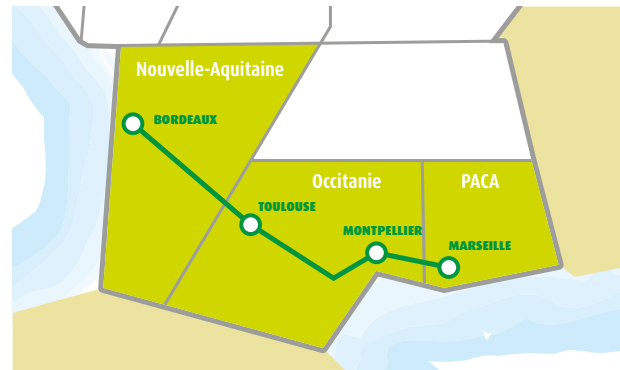 Nouvelle-Aquitaine
BORDEAUX
Occitanie
PACA
TOULOUSE
MONTPELLIER
MARSEILLE